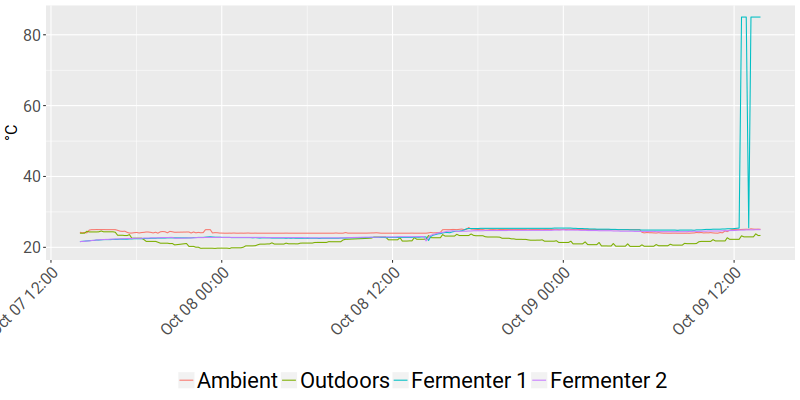 80
60
°C
40
20
ct 07 12:00
Oct 08 00:00
Oct 08 12:00
Oct 09 00:00
Oct 09 12:00
Ambient Outdoors Fermenter 1 Fermenter 2